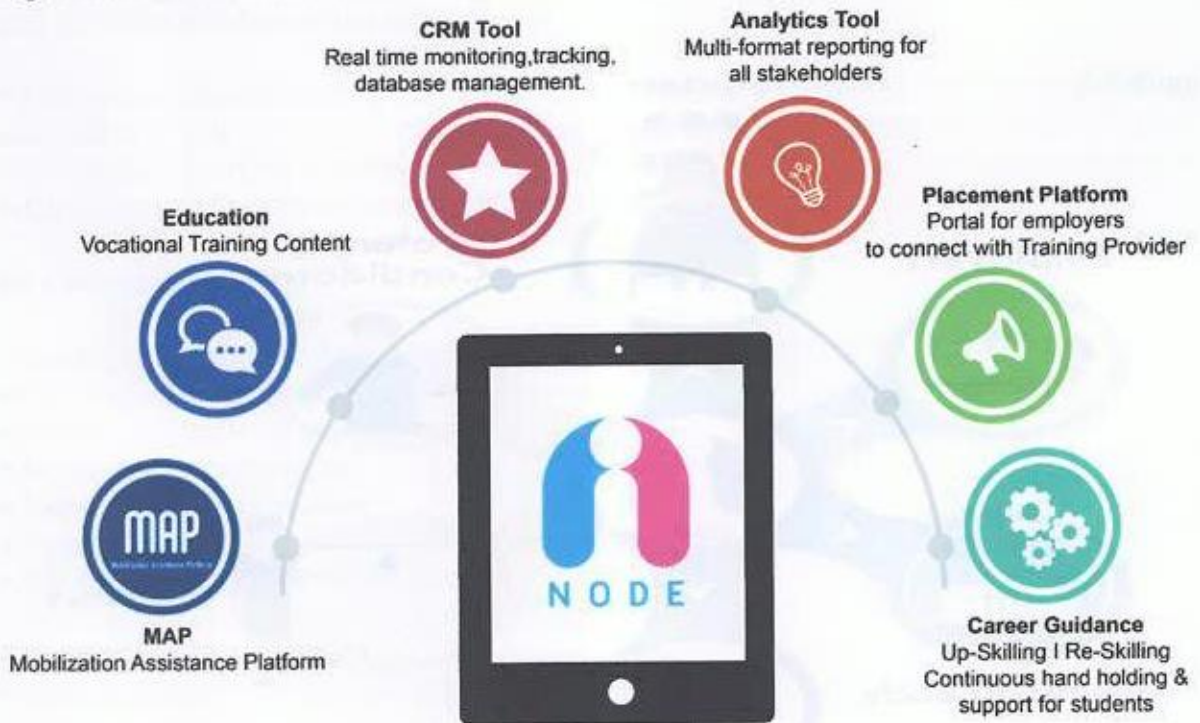 CRM Tool
Real time monitoring,tracking,
database management.
Analytics Tool
Multi-format reporting for
all stakeholders
Education
Vocational Training Content
Placement Platform
Portal for employers
to connect with Training Provider
MAP
NODE
MAP
Mobilization Assistance Platform
Career Guidance
Up-Skilling I Re-Skilling
Continuous hand holding &
support for students